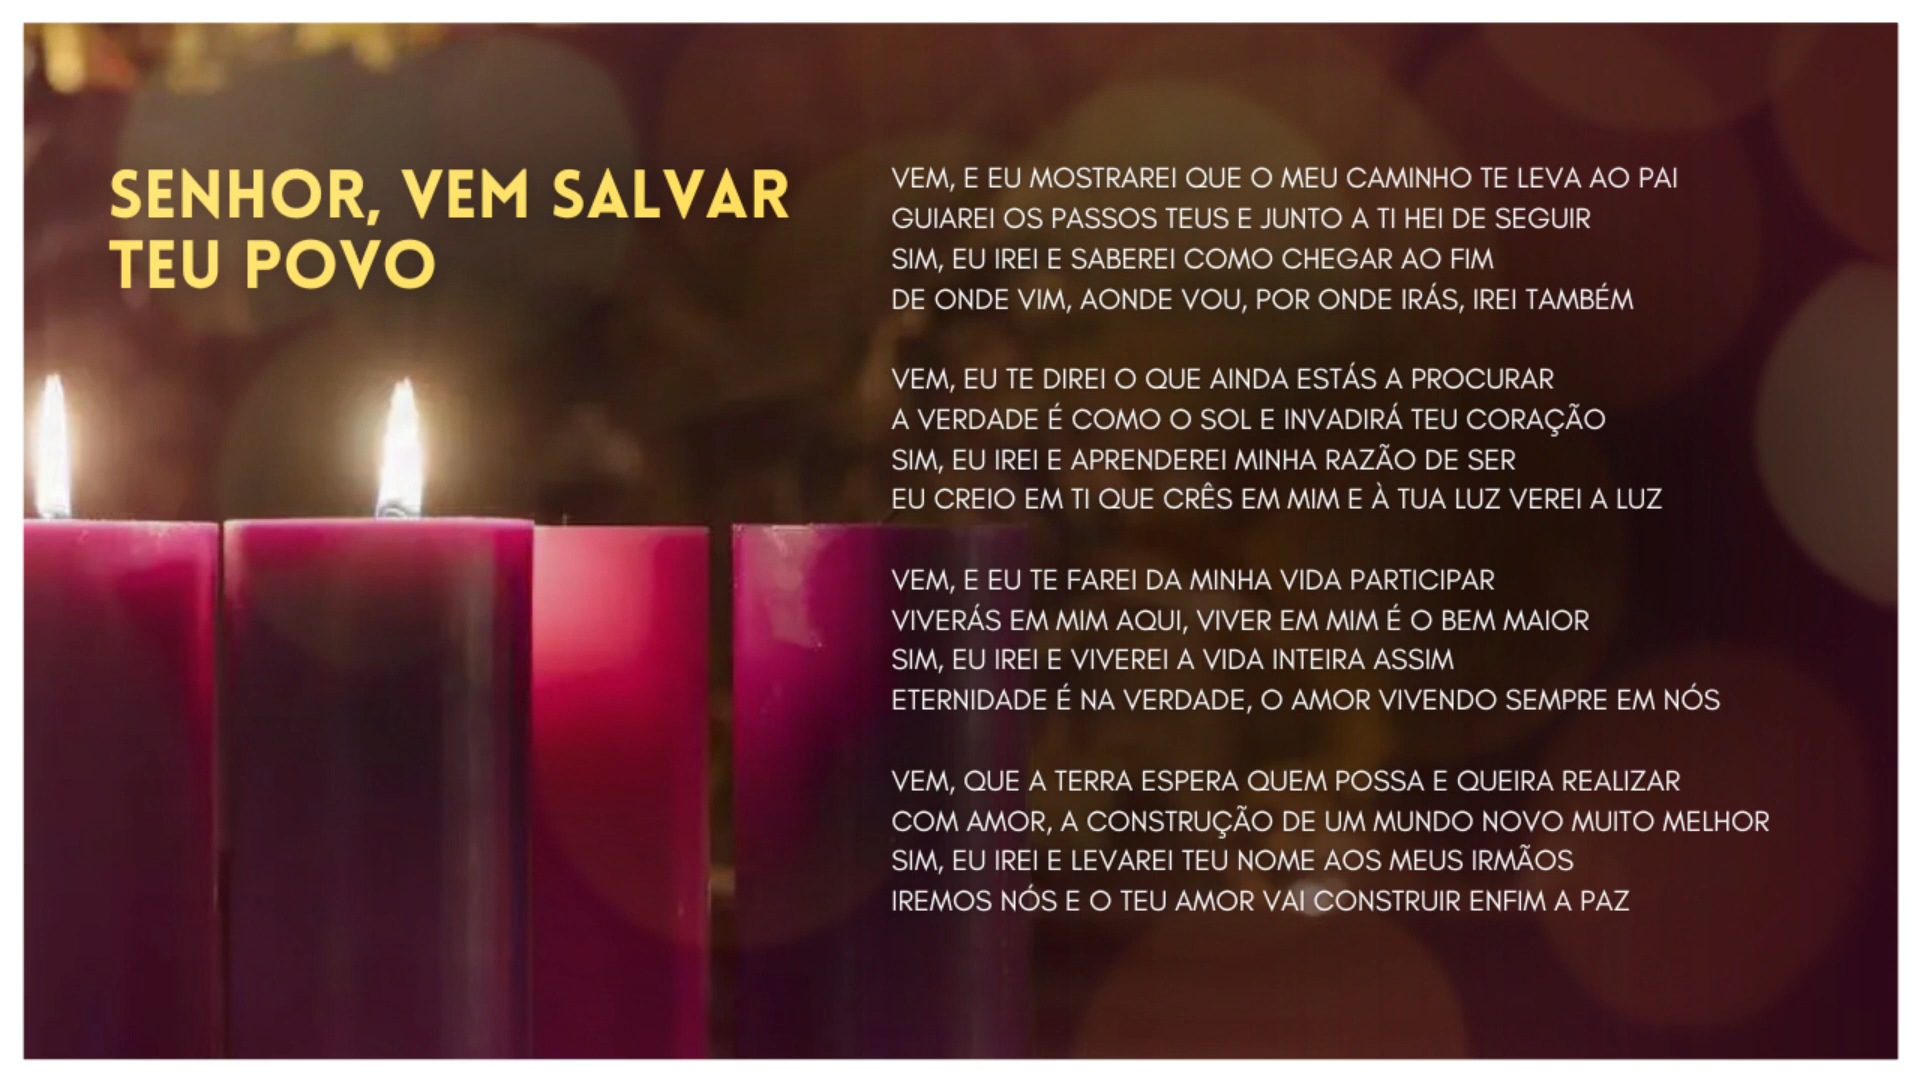 SENHOR, VEM SALVAR
TEU POVO
VEM, E EU MOSTRAREI QUE O MEU CAMINHO TE LEVA AO PAI
GUIAREI OS PASSOS TEUS E JUNTO A TI HEI DE SEGUIR
SIM, EU IREI E SABEREI COMO CHEGAR AO FIM
DE ONDE VIM, AONDE VOU, POR ONDE IRÁS, IREI TAMBÉM
VEM, EU TE DIREI O QUE AINDA ESTÁS A PROCURAR
A VERDADE É COMO O SOL E INVADIRÁ TEU CORAÇÃO
SIM, EU IREI E APRENDEREI MINHA RAZÃO DE SER
EU CREIO EM TI QUE CRÊS EM MIM E À TUA LUZ VEREI A LUZ
VEM, E EU TE FAREI DA MINHA VIDA PARTICIPAR
VIVERÁS EM MIM AQUI, VIVER EM MIM É O BEM MAIOR
SIM, EU IREI E VIVEREI A VIDA INTEIRA ASSIM
ETERNIDADE É NA VERDADE, O AMOR VIVENDO SEMPRE EM NÓS
VEM, QUE A TERRA ESPERA QUEM POSSA E QUEIRA REALIZAR
COM AMOR, A CONSTRUÇÃO DE UM MUNDO NOVO MUITO MELHOR
SIM, EU IREI E LEVAREI TEU NOME AOS MEUS IRMÃOS
IREMOS NÓS E O TEU AMOR VAI CONSTRUIR ENFIM A PAZ